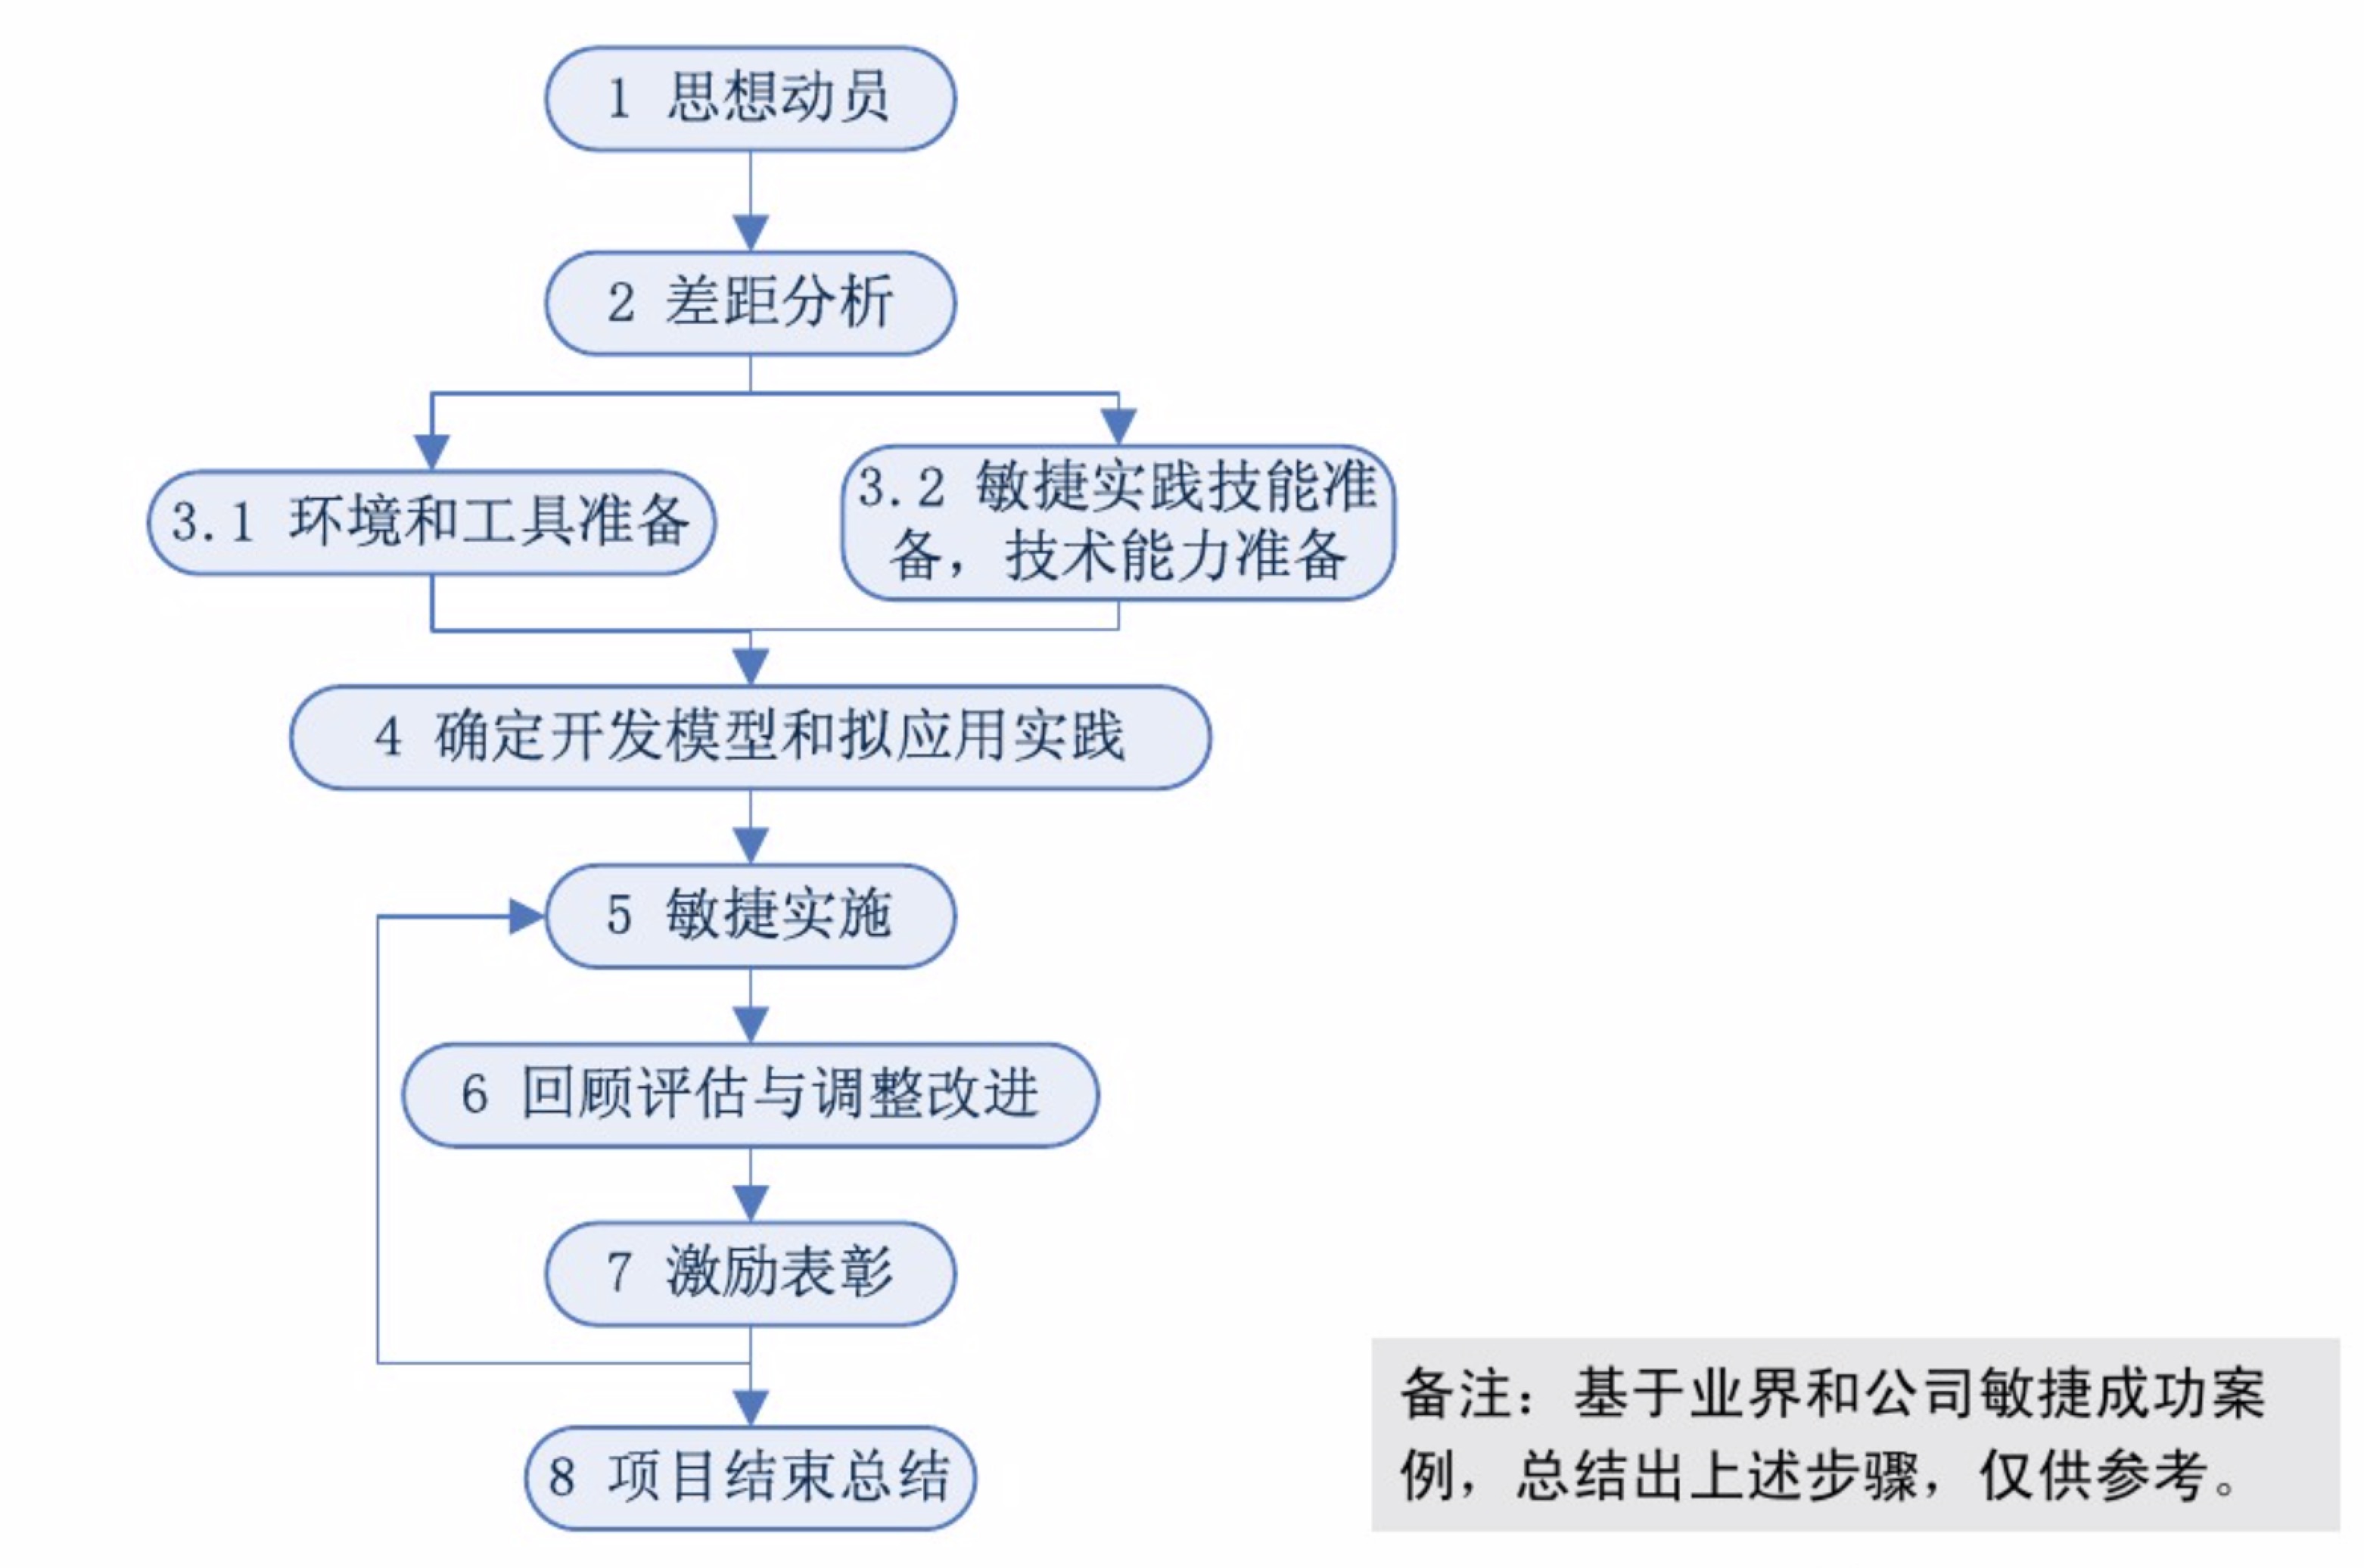 1 思想动员
2 差距分析
3.1 环境和工具准备
3.2 敏捷实践技能准
备，技术能力准备
4 确定开发模型和拟应用实践
5 敏捷实施
6 回顾评估与调整改进
7 激励表彰
8 项目结束总结
备注：基于业界和公司敏捷成功案
例，总结出上述步骤，仅供参考。